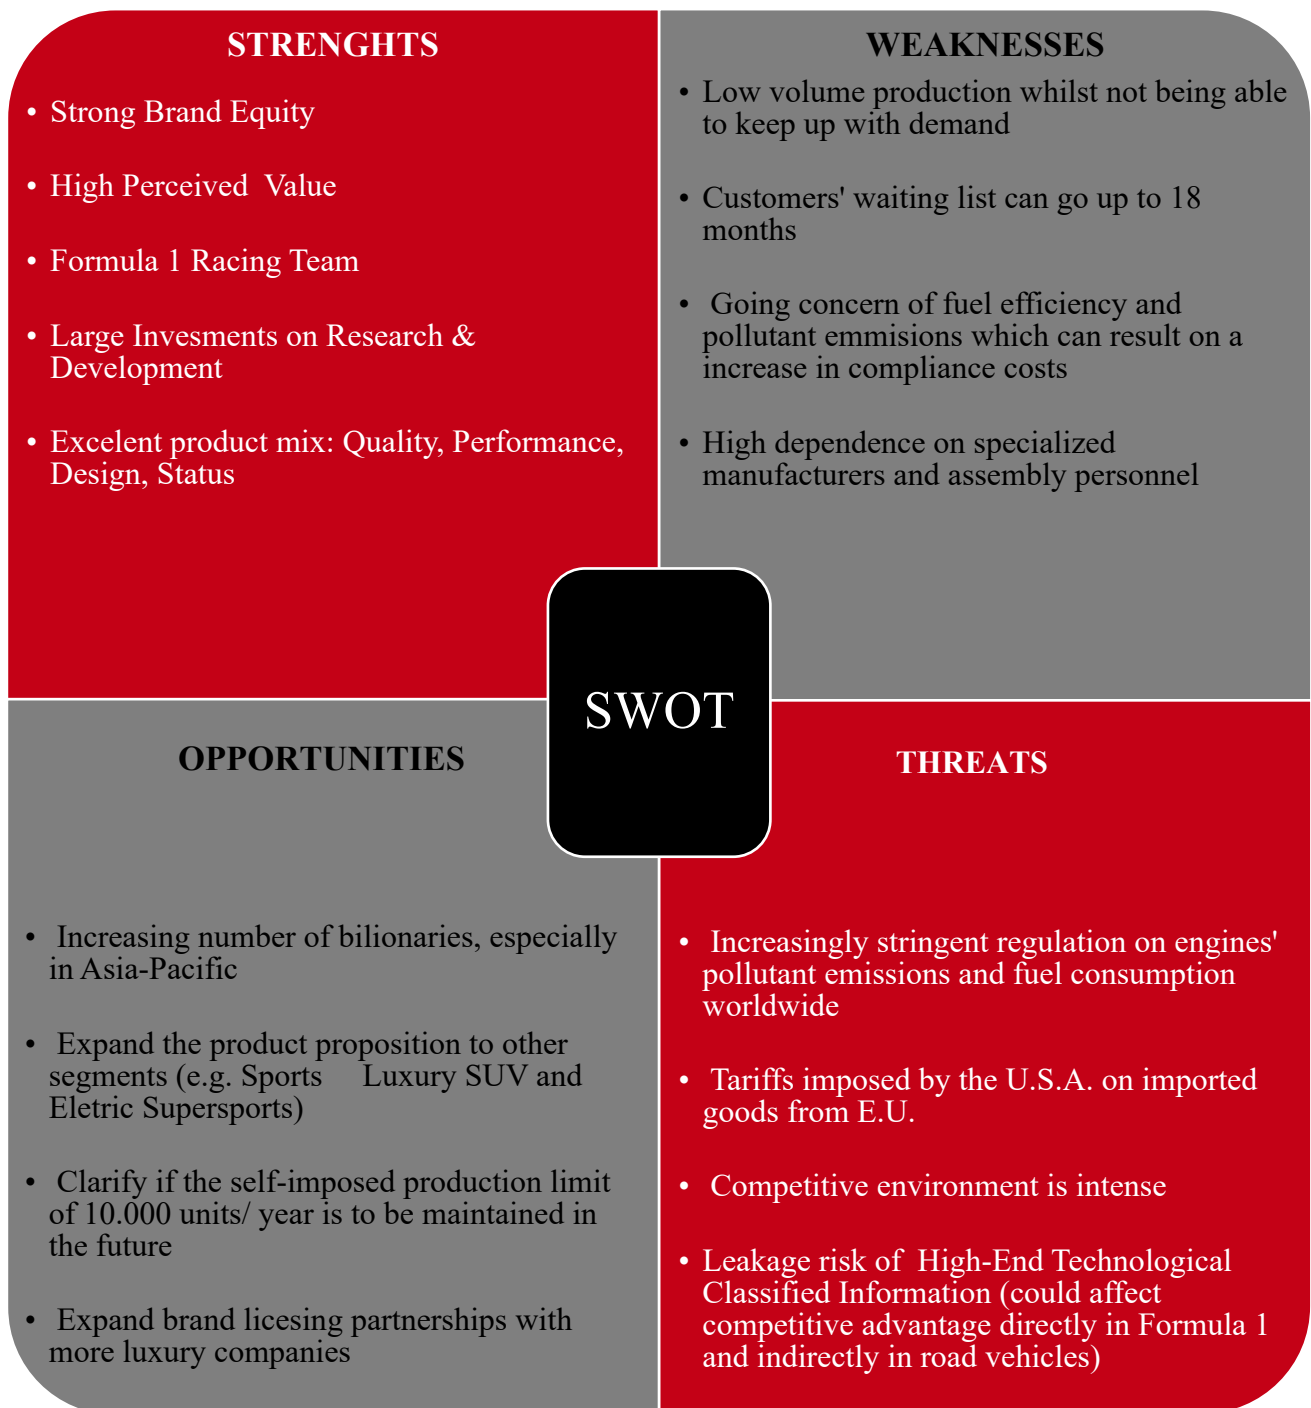 STRENGHTS
• Strong Brand Equity
• High Perceived Value
• Formula 1 Racing Team
• Large Invesments on Research &
Development
• Excelent product mix: Quality, Performance,
Design, Status
WEAKNESSES
• Low volume production whilst not being able
to keep up with demand
• Customers' waiting list can go up to 18
months
• Going concern of fuel efficiency and
pollutant emmisions which can result on a
increase in compliance costs
• High dependence on specialized
manufacturers and assembly personnel
SWOT
OPPORTUNITIES
• Increasing number of bilionaries, especially
in Asia-Pacific
• Expand the product proposition to other
segments (e.g. Sports Luxury SUV and
Eletric Supersports)
• Clarify if the self-imposed production limit
of 10.000 units/ year is to be maintained in
the future
• Expand brand licesing partnerships with
more luxury companies
THREATS
• Increasingly stringent regulation on engines'
pollutant emissions and fuel consumption
worldwide
• Tariffs imposed by the U.S.A. on imported
goods from E.U.
• Competitive environment is intense
• Leakage risk of High-End Technological
Classified Information (could affect
competitive advantage directly in Formula 1
and indirectly in road vehicles)